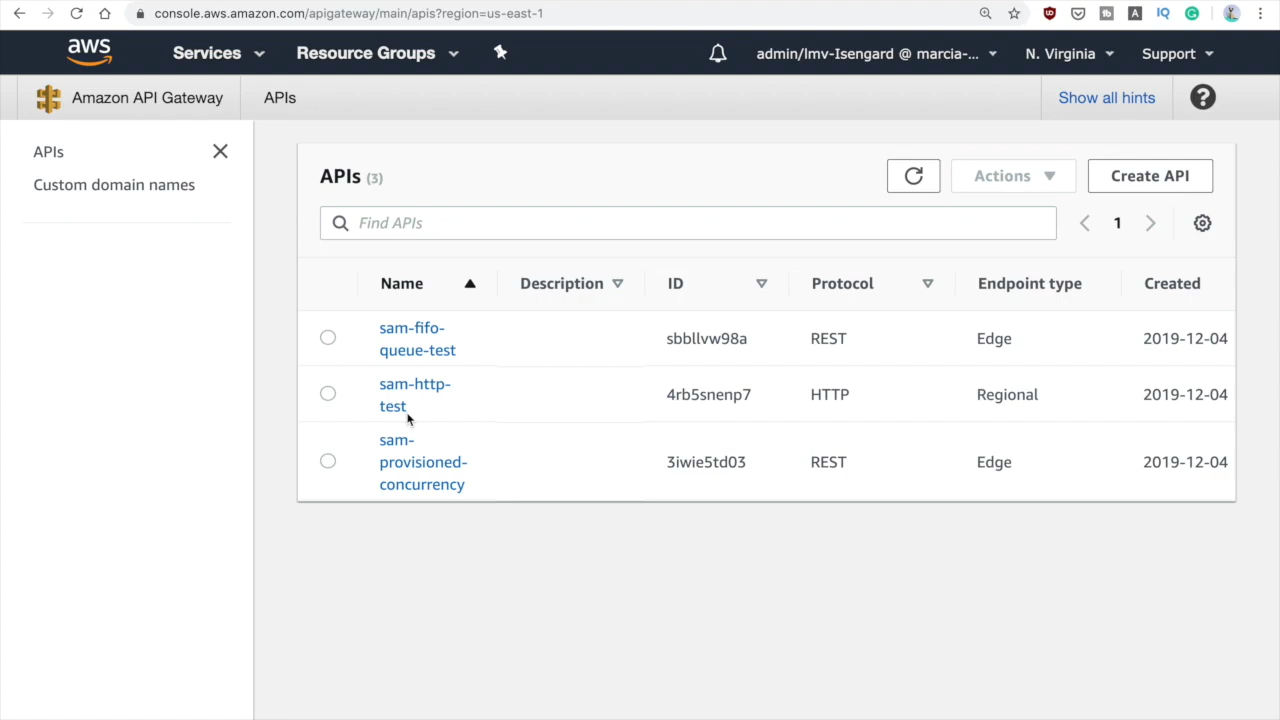 console.aws.amazon.com/apigateway/main/apis?region=us-east-1
aws Services Resource Groups admin/lmv-Isengard @ marcia-... N. Virginia Support
Amazon API Gateway APIs Show all hints ?
APIs
Custom domain names
APIs (3) Actions Create API
Find APIs 1
Name Description ID Protocol Endpoint type Created
sam-fifo-
queue-test sbbllvw98a REST Edge 2019-12-04
sam-http-
test 4rb5snenp7 HTTP Regional 2019-12-04
sam-
provisioned- 3iwie5td03 REST Edge 2019-12-04
concurrency